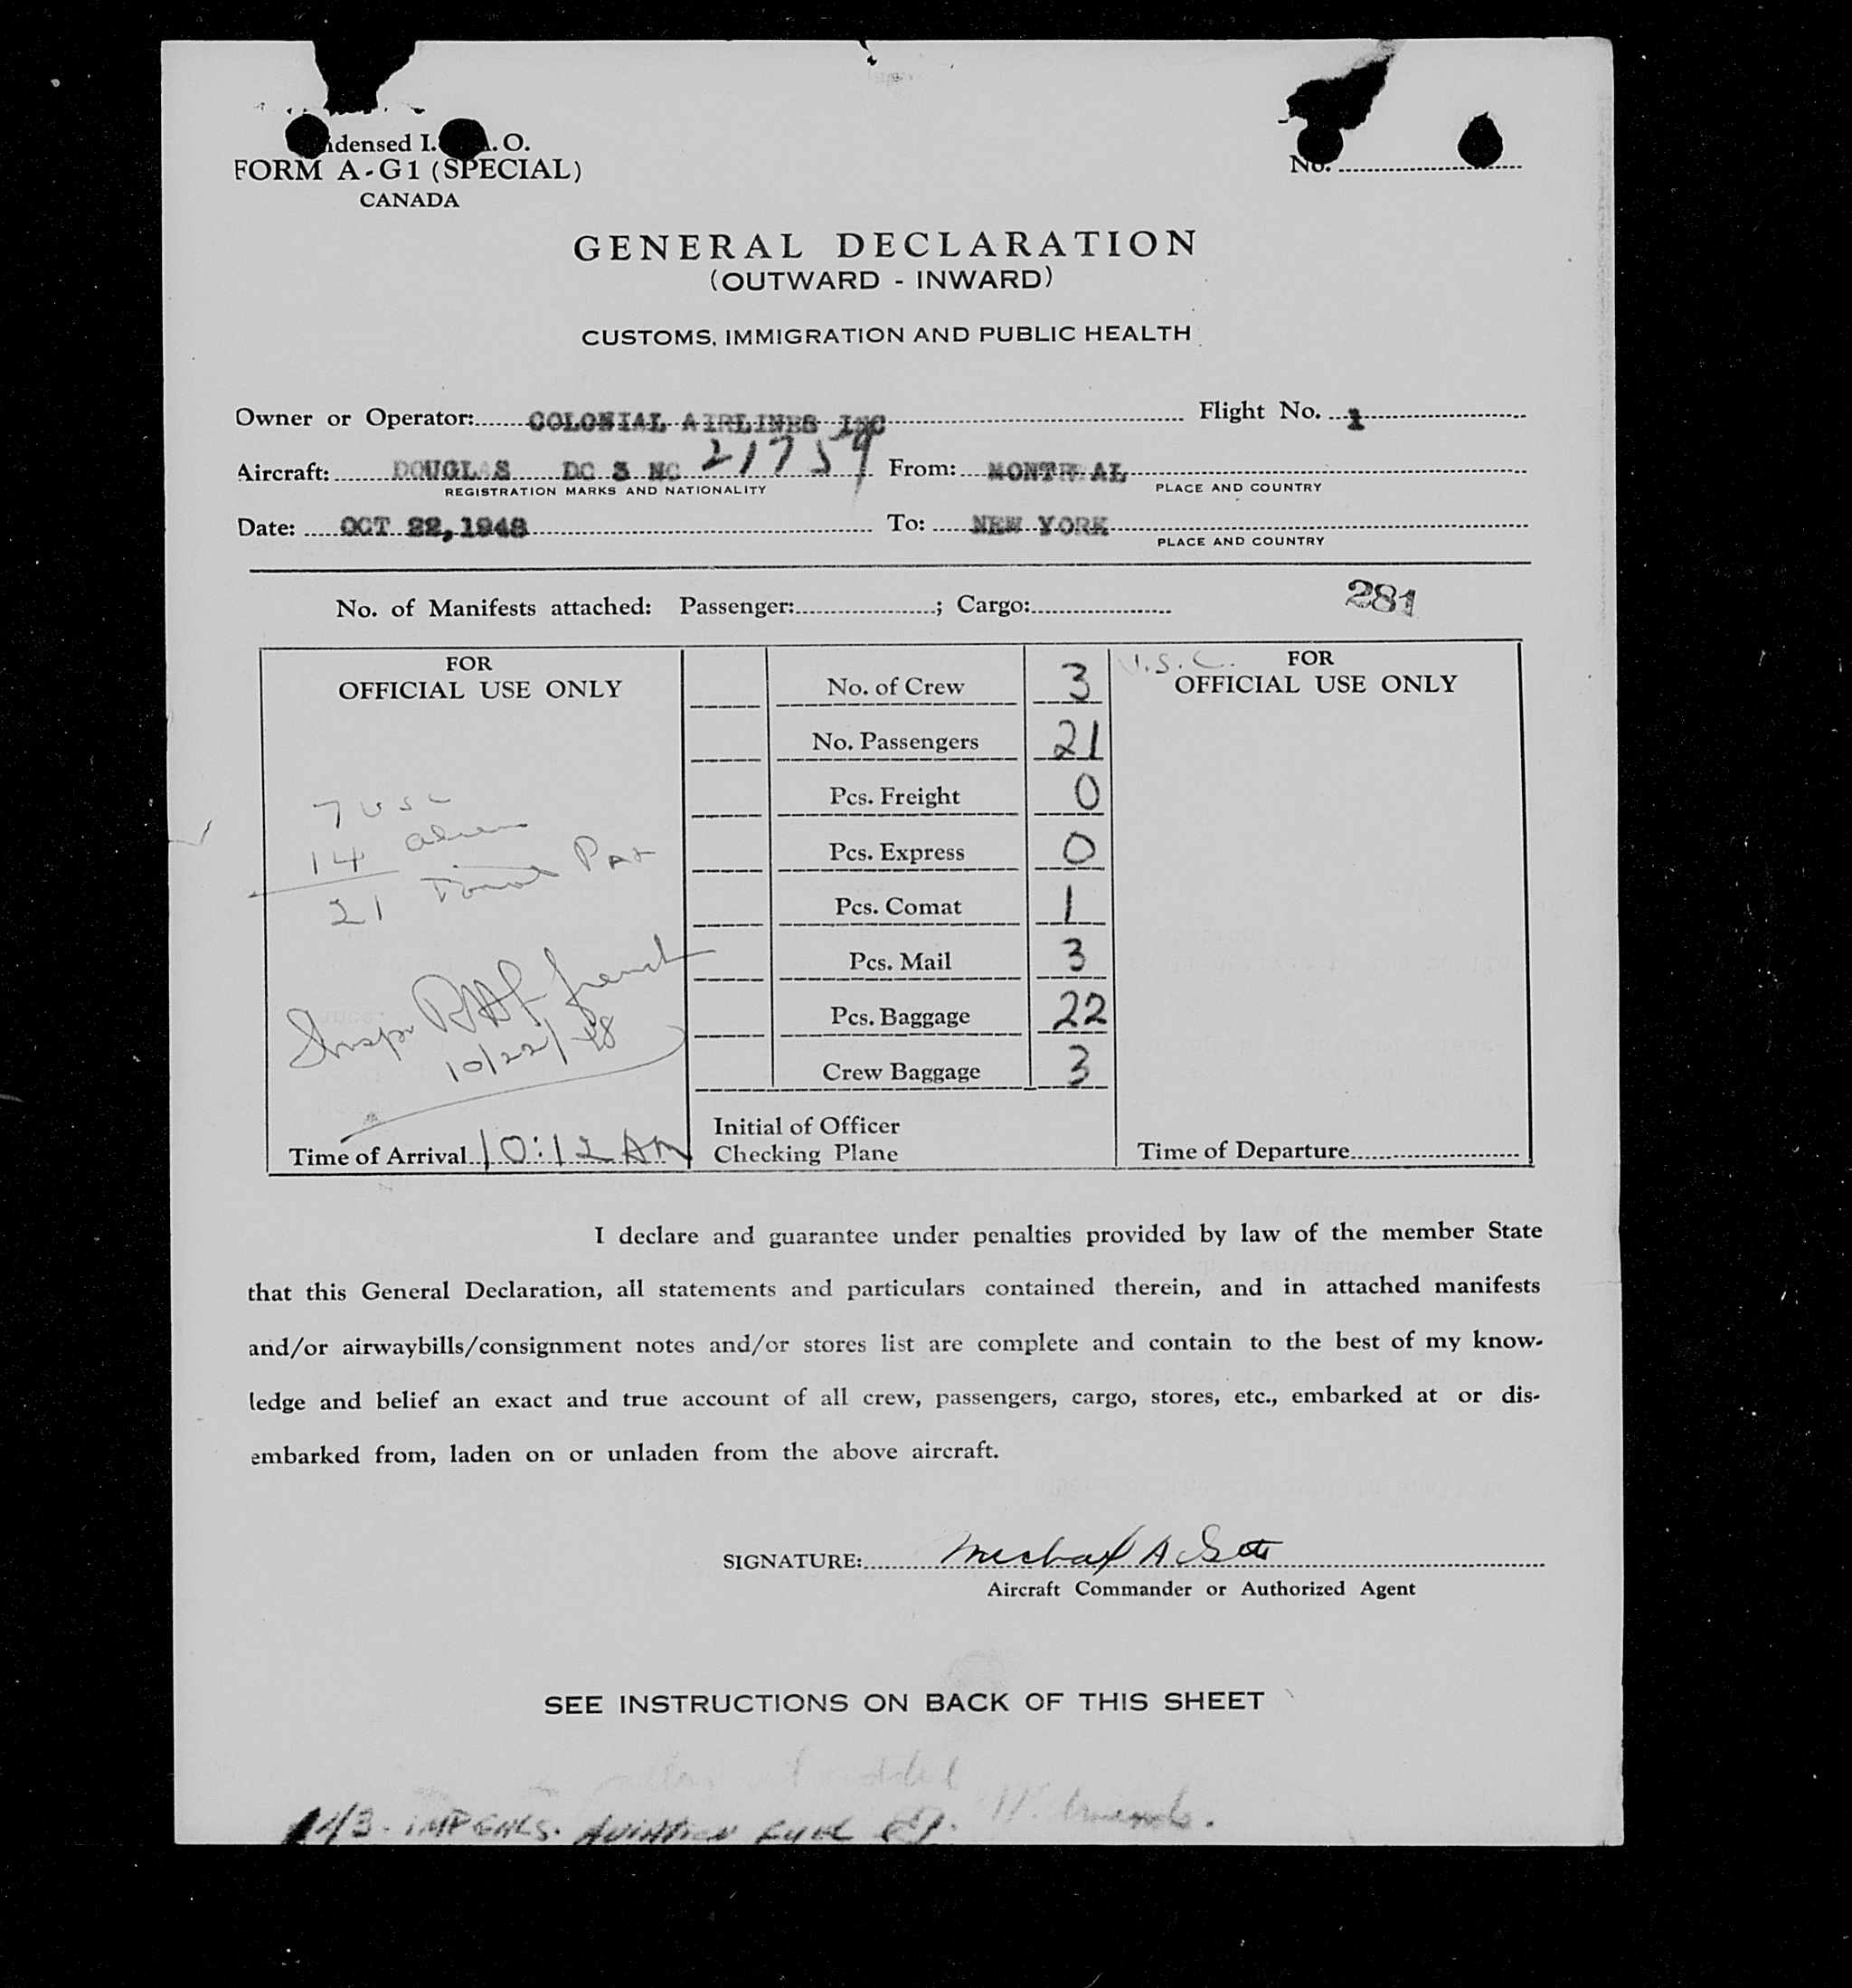 ndensed I. A.O.
FORM A-G1 (SPECIAL)
CANADA
No.
GENERAL DECLARATION
(OUTWARD - INWARD)
CUSTOMS, IMMIGRATION AND PUBLIC HEALTH
Owner or Operator: COLONIAL AIRLINES INC Flight No. 1
Aircraft: DOUGLAS DC 3 NC 21759 From: MONTREAL
REGISTRATION MARKS AND NATIONALITY PLACE AND COUNTRY
Date: OCT 22, 1948 To: NEW YORK
PLACE AND COUNTRY
No. of Manifests attached: Passenger: ; Cargo: 281
FOR
OFFICIAL USE ONLY
7 USC
14 alien
21 Total Pax
Inspr french
10/22/48
Time of Arrival 10:12 AM
No. of Crew 3
No. Passengers 21
Pcs. Freight 0
Pcs. Express 0
Pcs. Comat 1
Pcs. Mail 3
Pcs. Baggage 22
Crew Baggage 3
Initial of Officer
Checking Plane
U.S.C. FOR
OFFICIAL USE ONLY
Time of Departure
I declare and guarantee under penalties provided by law of the member State
that this General Declaration, all statements and particulars contained therein, and in attached manifests
and/or airwaybills/consignment notes and/or stores list are complete and contain to the best of my know-
ledge and belief an exact and true account of all crew, passengers, cargo, stores, etc., embarked at or dis-
embarked from, laden on or unladen from the above aircraft.
SIGNATURE: Michael A
Aircraft Commander or Authorized Agent
SEE INSTRUCTIONS ON BACK OF THIS SHEET
IMP GALS. AVIATION FUEL